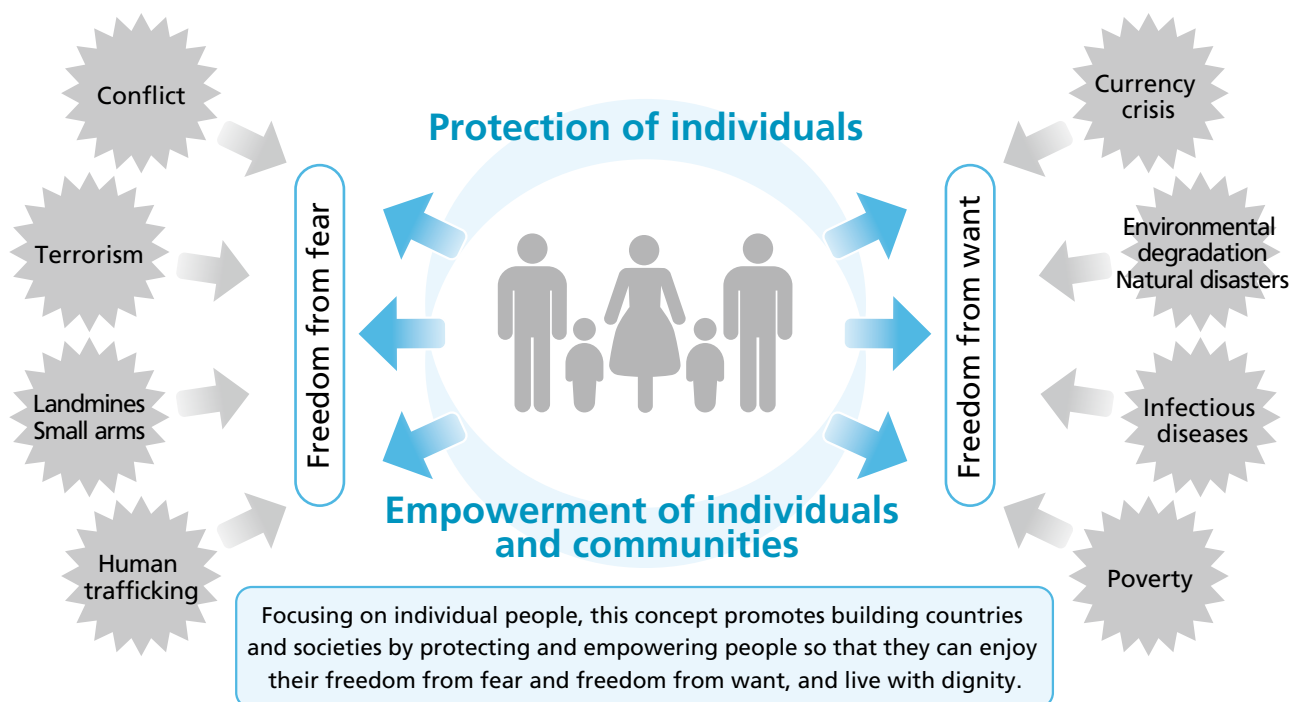 Conflict
Terrorism
Landmines
Small arms
Human
trafficking
Freedom from fear
Protection of individuals
Empowerment of individuals
and communities
Freedom from want
Currency
crisis
Environmental
degradation
Natural disasters
Infectious
diseases
Poverty
Focusing on individual people, this concept promotes building countries
and societies by protecting and empowering people so that they can enjoy
their freedom from fear and freedom from want, and live with dignity.